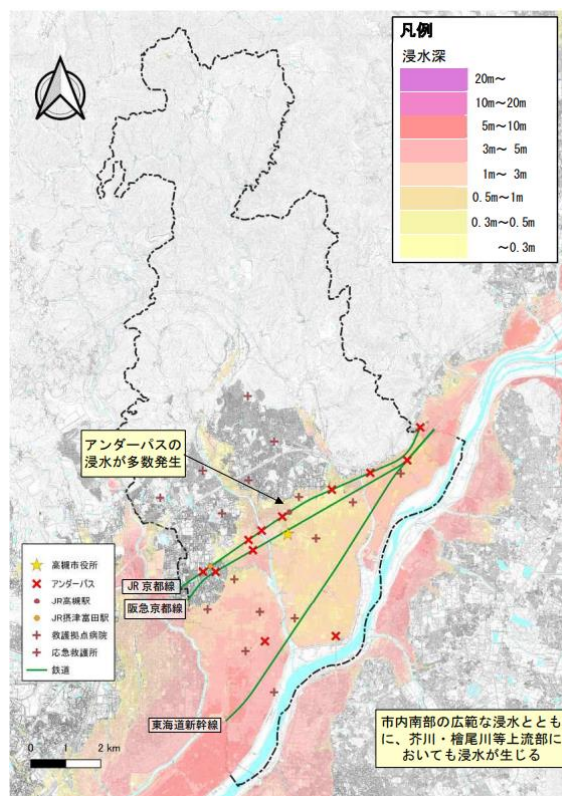 凡例
浸水深
20m～
10m～20m
5m～10m
3m～ 5m
1m～ 3m
0.5m～1m
0.3m～0.5m
～0.3m
アンダーパスの
浸水が多数発生
高槻市役所
アンダーパス
JR高槻駅
JR摂津富田駅
救護拠点病院
応急救護所
鉄道
JR京都線
阪急京都線
東海道新幹線
0 1 2 km
市内南部の広範な浸水ととも
に、芥川・檜尾川等上流部に
おいても浸水が生じる